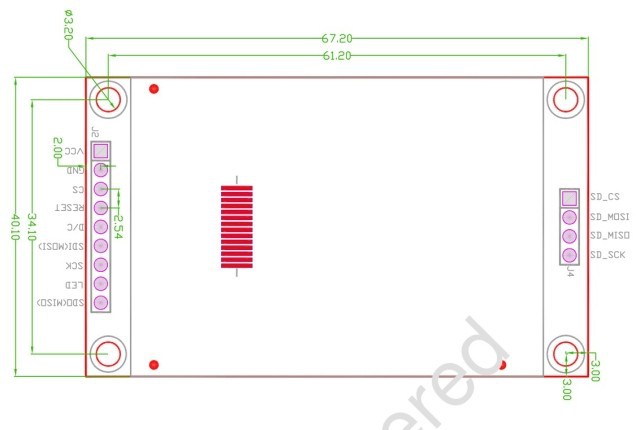 ø3.20
67.20
61.20
J2
2.00
VCC
GND
CS
RESET
D/C
SDI(MOSI)
SCK
LED
SDO(MISO)
2.54
34.10
40.10
SD_CS
SD_MOSI
SD_MISO
SD_SCK
J4
3.00
3.00
ered